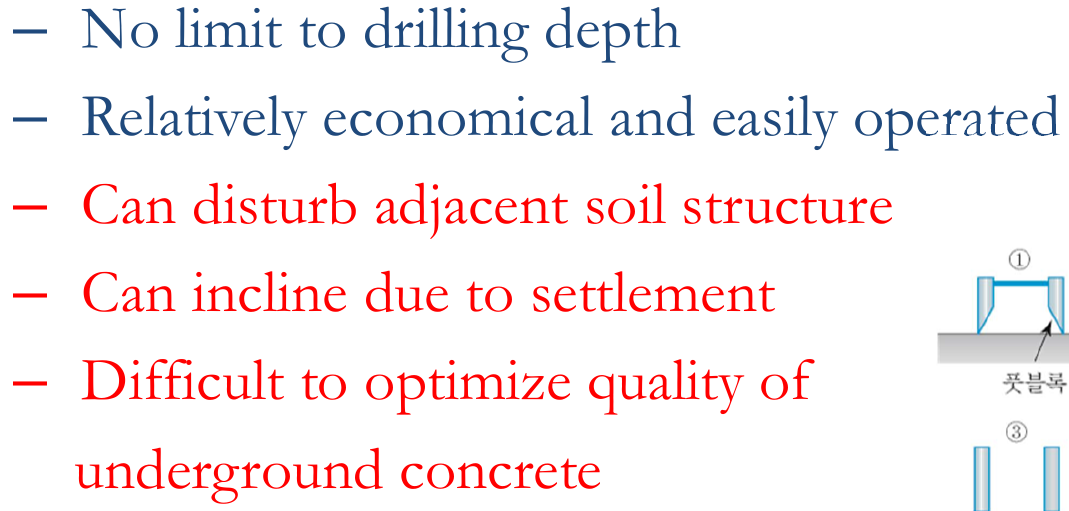 – No limit to drilling depth
– Relatively economical and easily operated
– Can disturb adjacent soil structure
– Can incline due to settlement
– Difficult to optimize quality of
underground concrete
①
풋블록
③